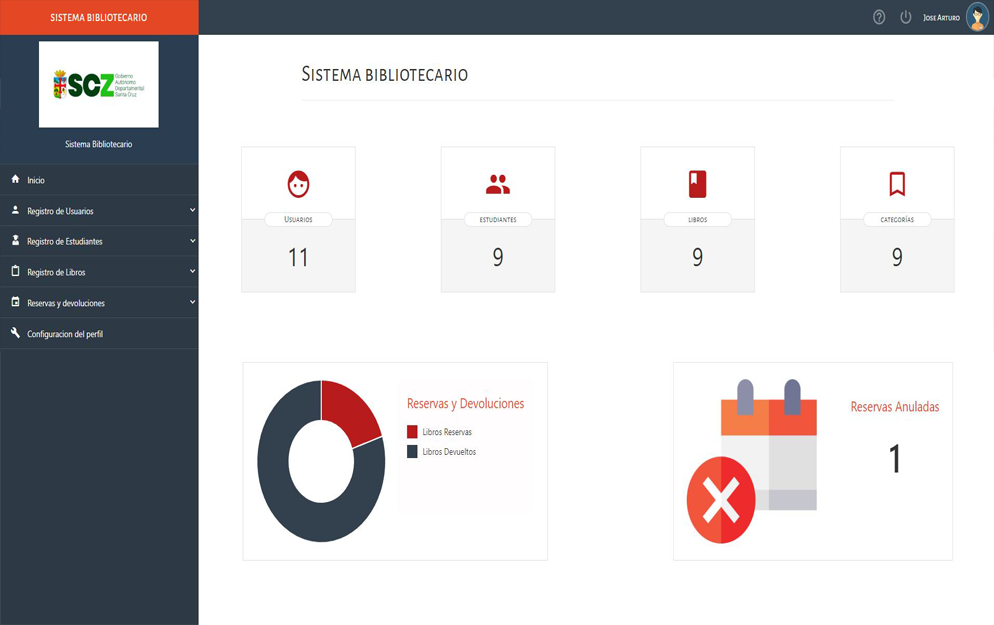 SISTEMA BIBLIOTECARIO
Jose Arturo
SCZ
Gobierno
Autónomo
Departamental
Santa Cruz
Sistema Bibliotecario
Inicio
Registro de Usuarios
Registro de Estudiantes
Registro de Libros
Reservas y devoluciones
Configuracion del perfil
Sistema bibliotecario
Usuarios
11
estudiantes
9
libros
9
categorías
9
Reservas y Devoluciones
Libros Reservas
Libros Devueltos
Reservas Anuladas
1